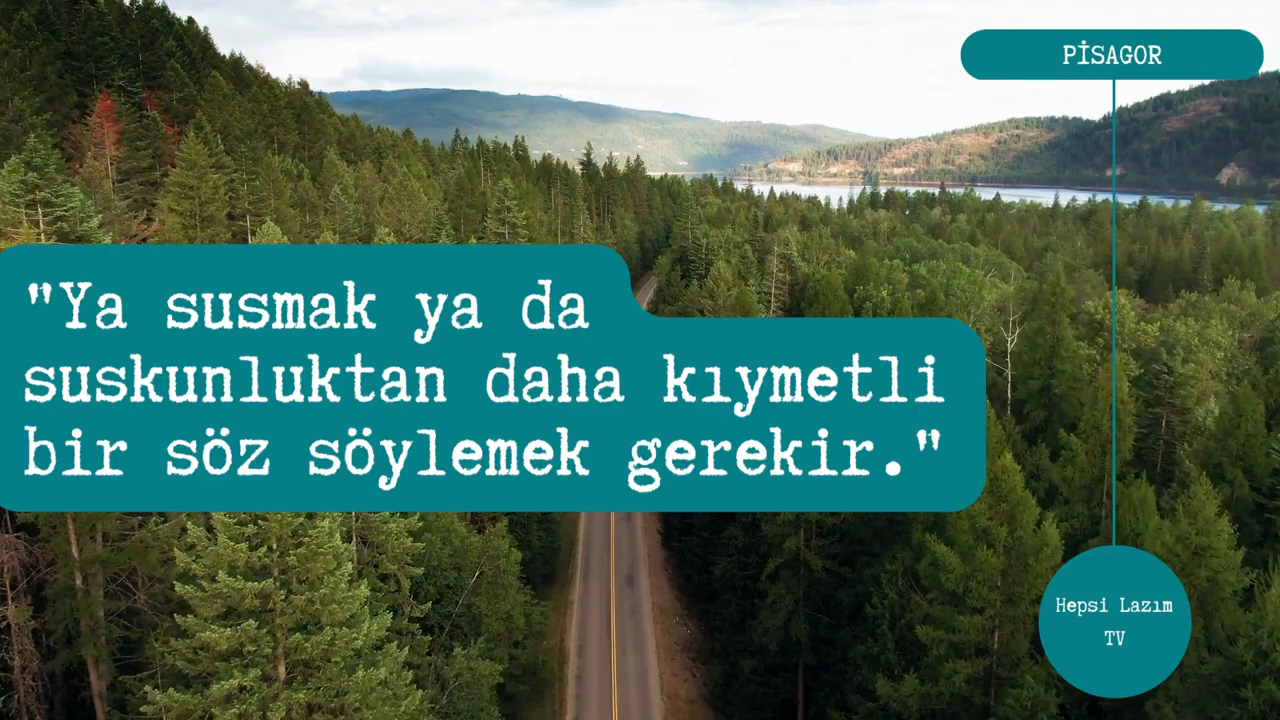 PİSAGOR
"Ya susmak ya da
suskunluktan daha kıymetli
bir söz söylemek gerekir."
Hepsi Lazım
TV